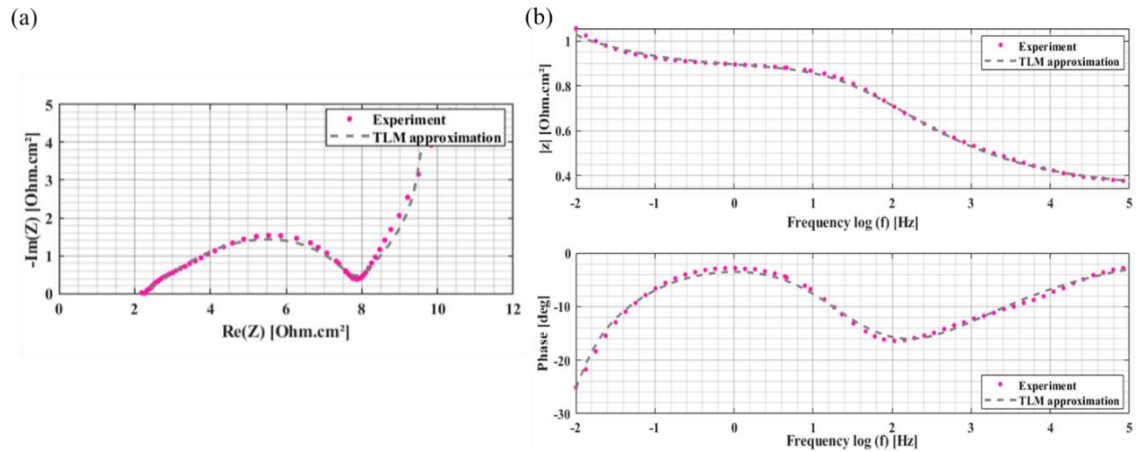 (a)
(b)
5
4
3
2
1
0
-Im(Z) [Ohm.cm²]
Experiment
TLM approximation
0 2 4 6 8 10 12
Re(Z) [Ohm.cm²]
1
0.8
0.6
0.4
|z| [Ohm.cm²]
Experiment
TLM approximation
-2 -1 0 1 2 3 4 5
Frequency log (f) [Hz]
0
-10
-20
-30
Phase [deg]
Experiment
TLM approximation
-2 -1 0 1 2 3 4 5
Frequency log (f) [Hz]